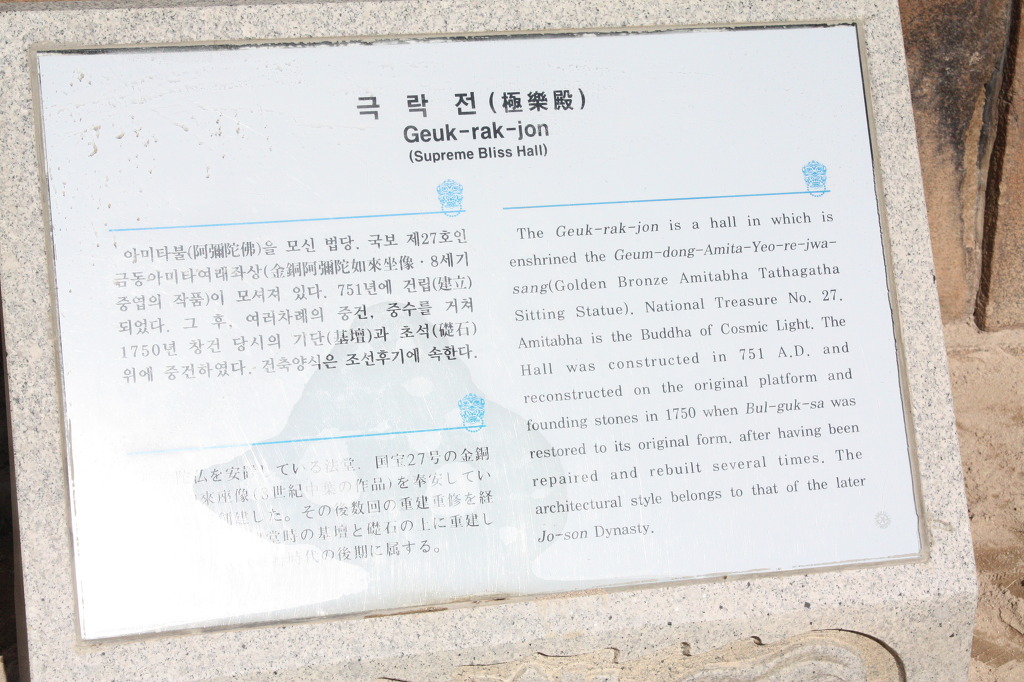 극 락 전 (極樂殿)
Geuk-rak-jon
(Supreme Bliss Hall)
아미타불(阿彌陀佛)을 모신 법당. 국보 제27호인
금동아미타여래좌상(金銅阿彌陀如來坐像·8세기
중엽의 작품)이 모셔져 있다. 751년에 건립(建立)
되었다. 그 후, 여러차례의 중건, 중수를 거쳐
1750년 창건 당시의 기단(基壇)과 초석(礎石)
위에 중건하였다. 건축양식은 조선후기에 속한다.
The Geuk-rak-jon is a hall in which is
enshrined the Geum-dong-Amita-Yeo-re-jwa-
sang(Golden Bronze Amitabha Tathagatha
Sitting Statue). National Treasure No. 27.
Amitabha is the Buddha of Cosmic Light. The
Hall was constructed in 751 A.D. and
reconstructed on the original platform and
founding stones in 1750 when Bul-guk-sa was
restored to its original form, after having been
repaired and rebuilt several times. The
architectural style belongs to that of the later
Jo-son Dynasty.
仏を安置している法堂. 国宝27号の金銅
来座像(8世紀中葉の作品)を奉安してい
創建した。その後数回の重建重修を経
当時の基壇と礎石の上に重建し
時代の後期に属する。